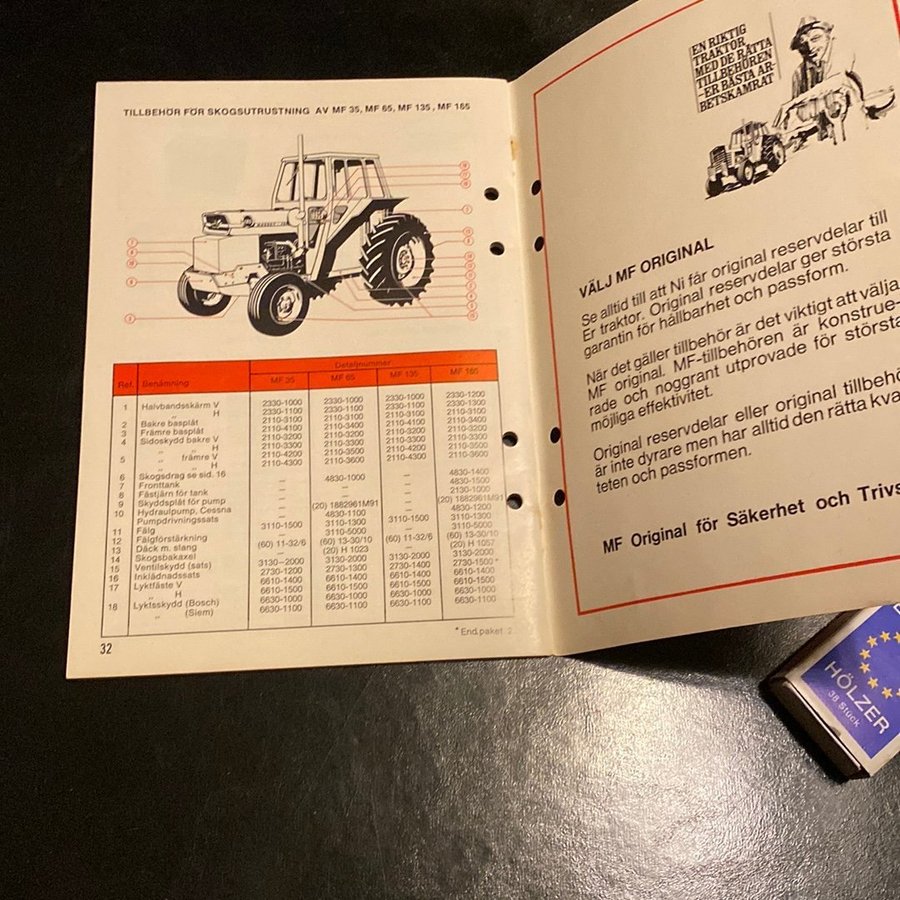 TILLBEHÖR FÖR SKOGSUTRUSTNING AV MF 35, MF 65, MF 135, MF 165
Detaljnummer
Ref. Benämning MF 35 MF 65 MF 135 MF 165
1 Halvbandsskärm V 2330-1000 2330-1000 2330-1000 2330-1200
„ H 2330-1100 2330-1100 2330-1100 2330-1300
2 Bakre basplåt 2110-3100 2110-3100 2110-3100 2110-3100
3 Främre basplåt 2110-4100 2110-3400 2110-4100 2110-3400
4 Sidoskydd bakre V 2110-3200 2110-3200 2110-3200 2110-3200
„ „ H 2110-3300 2110-3300 2110-3300 2110-3300
5 „ främre V 2110-4200 2110-3500 2110-4200 2110-3500
„ „ H 2110-4300 2110-3600 2110-4300 2110-3600
6 Skogsdrag se sid. 16
7 Fronttank – 4830-1000 – 4830-1400
8 Fästjärn för tank
9 Skyddsplåt för pump
10 Hydraulpump, Cessna – (20) 1882961M91 – (20) 1882961M91
Pumpdrivningssats – 4830-1100 – 4830-1200
11 Fälg 3110-1500 3110-1300 3110-1500 3110-1300
12 Fälgförstärkning – 3110-5000 – 3110-5000
13 Däck m. slang (60) 11-32/6 (60) 13-30/10 (60) 11-32/6 (60) 13-30/10
14 Skogsbakaxel – (20) H 1023 – (20) H 1057
15 Ventilskydd (sats) 3130-2000 3130-2000 3130-2000 3130-2000
16 Inklädnadssats 2730-1200 2730-1300 2730-1400 2730-1500*
17 Lyktfäste V 6610-1400 6610-1400 6610-1400 6610-1400
„ H 6610-1500 6610-1500 6610-1500 6610-1500
18 Lyktsskydd (Bosch) 6630-1000 6630-1000 6630-1000 6630-1000
„ (Siem) 6630-1100 6630-1100 6630-1100 6630-1100
* End.paket 2
32
EN RIKTIG
TRAKTOR
MED DE RÄTTA
TILLBEHÖREN
–ER BÄSTA AR-
BETSKAMRAT
VÄLJ MF ORIGINAL
Se alltid till att Ni får original reservdelar till
Er traktor. Original reservdelar ger största
garantin för hållbarhet och passform.
När det gäller tillbehör är det viktigt att välja
MF original. MF-tillbehören är konstrue-
rade och noggrant utprovade för största
möjliga effektivitet.
Original reservdelar eller original tillbehö
är inte dyrare men har alltid den rätta kva
teten och passformen.
MF Original för Säkerhet och Trivs
HÖLZER
38 Stück